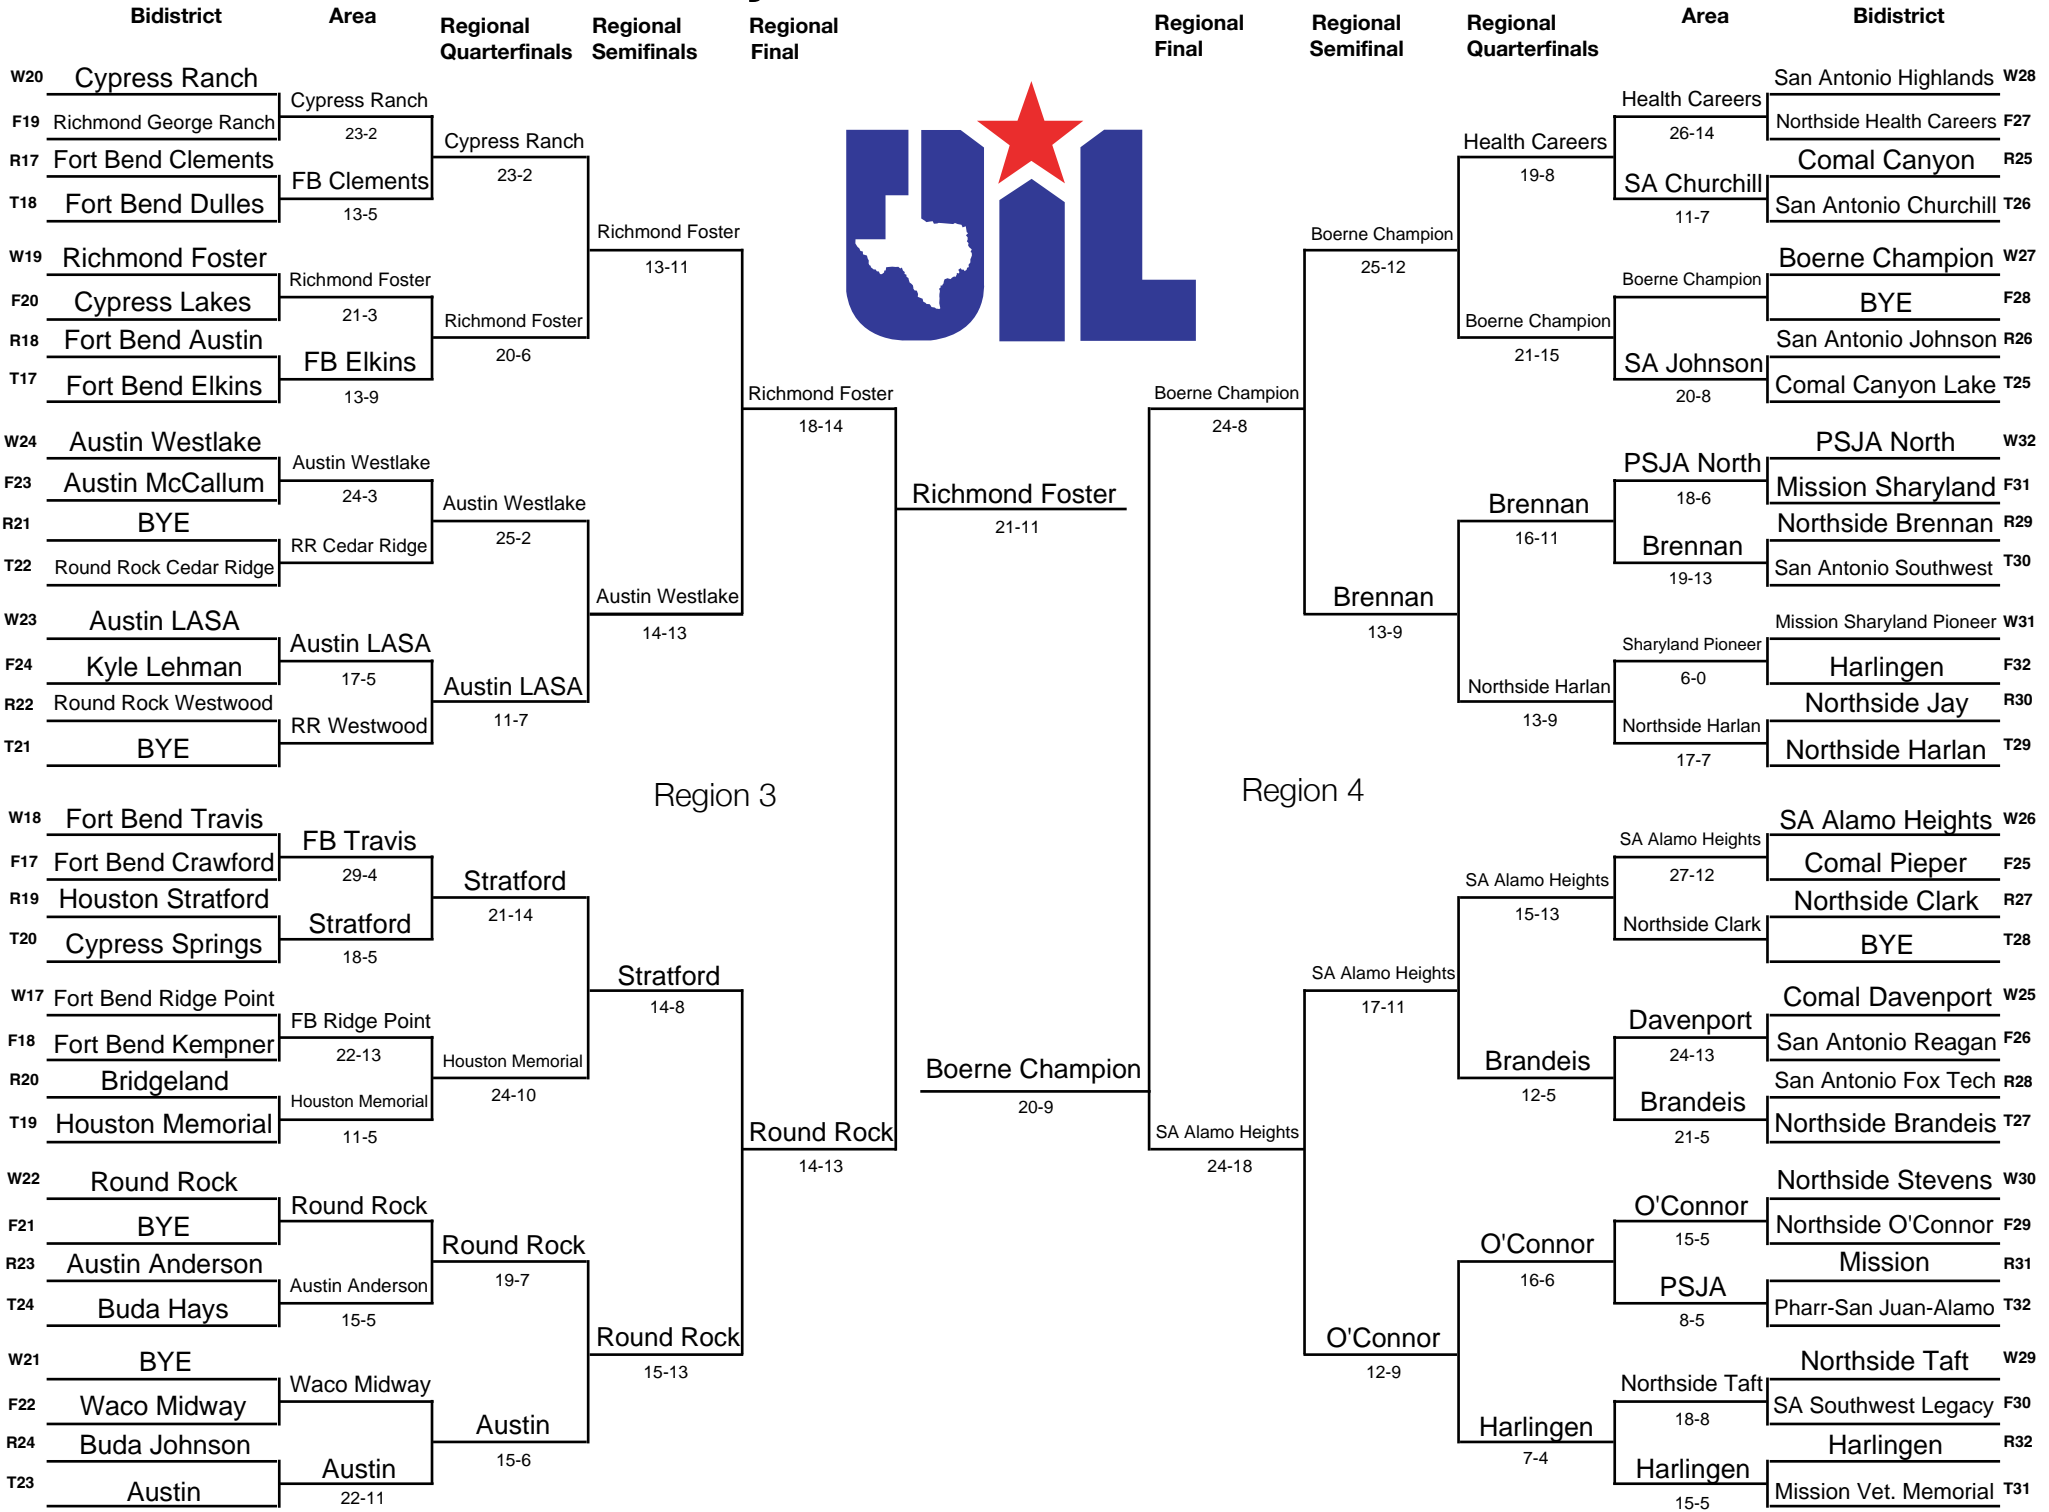 Bidistrict
Area
Regional
Quarterfinals
Regional
Semifinals
Regional
Final
Regional
Final
Regional
Semifinal
Regional
Quarterfinals
Area
Bidistrict
W20 Cypress Ranch
F19 Richmond George Ranch
R17 Fort Bend Clements
T18 Fort Bend Dulles
W19 Richmond Foster
F20 Cypress Lakes
R18 Fort Bend Austin
T17 Fort Bend Elkins
W24 Austin Westlake
F23 Austin McCallum
R21 BYE
T22 Round Rock Cedar Ridge
W23 Austin LASA
F24 Kyle Lehman
R22 Round Rock Westwood
T21 BYE
W18 Fort Bend Travis
F17 Fort Bend Crawford
R19 Houston Stratford
T20 Cypress Springs
W17 Fort Bend Ridge Point
F18 Fort Bend Kempner
R20 Bridgeland
T19 Houston Memorial
W22 Round Rock
F21 BYE
R23 Austin Anderson
T24 Buda Hays
W21 BYE
F22 Waco Midway
R24 Buda Johnson
T23 Austin
Cypress Ranch
23-2
FB Clements
13-5
Richmond Foster
21-3
FB Elkins
13-9
Austin Westlake
24-3
RR Cedar Ridge
Austin LASA
17-5
RR Westwood
FB Travis
29-4
Stratford
18-5
FB Ridge Point
22-13
Houston Memorial
11-5
Round Rock
Austin Anderson
15-5
Waco Midway
Austin
22-11
Cypress Ranch
23-2
Richmond Foster
20-6
Austin Westlake
25-2
Austin LASA
11-7
Stratford
21-14
Houston Memorial
24-10
Round Rock
19-7
Austin
15-6
Richmond Foster
13-11
Austin Westlake
14-13
Stratford
14-8
Round Rock
15-13
Richmond Foster
18-14
Round Rock
14-13
Richmond Foster
21-11
Region 3
UIL
Region 4
Boerne Champion
20-9
Boerne Champion
24-8
SA Alamo Heights
24-18
Boerne Champion
25-12
Brennan
13-9
SA Alamo Heights
17-11
O'Connor
12-9
Health Careers
19-8
Boerne Champion
21-15
Brennan
16-11
Northside Harlan
13-9
SA Alamo Heights
15-13
Brandeis
12-5
O'Connor
16-6
Harlingen
7-4
Health Careers
26-14
SA Churchill
11-7
Boerne Champion
SA Johnson
20-8
PSJA North
18-6
Brennan
19-13
Sharyland Pioneer
6-0
Northside Harlan
17-7
SA Alamo Heights
27-12
Northside Clark
Davenport
24-13
Brandeis
21-5
O'Connor
15-5
PSJA
8-5
Northside Taft
18-8
Harlingen
15-5
San Antonio Highlands W28
Northside Health Careers F27
Comal Canyon R25
San Antonio Churchill T26
Boerne Champion W27
BYE F28
San Antonio Johnson R26
Comal Canyon Lake T25
PSJA North W32
Mission Sharyland F31
Northside Brennan R29
San Antonio Southwest T30
Mission Sharyland Pioneer W31
Harlingen F32
Northside Jay R30
Northside Harlan T29
SA Alamo Heights W26
Comal Pieper F25
Northside Clark R27
BYE T28
Comal Davenport W25
San Antonio Reagan F26
San Antonio Fox Tech R28
Northside Brandeis T27
Northside Stevens W30
Northside O'Connor F29
Mission R31
Pharr-San Juan-Alamo T32
Northside Taft W29
SA Southwest Legacy F30
Harlingen R32
Mission Vet. Memorial T31